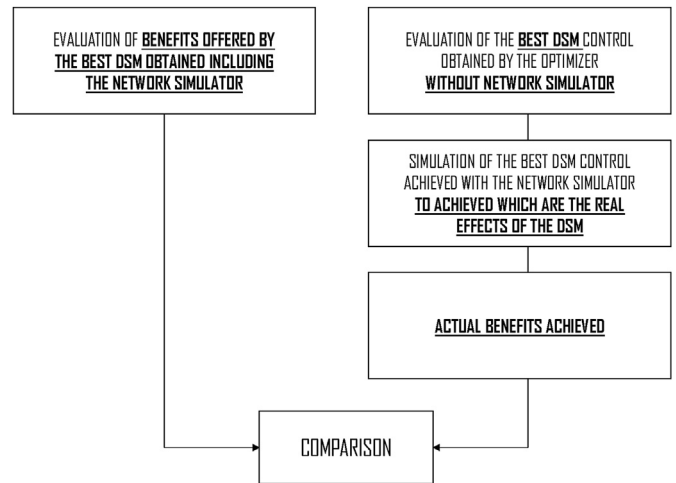 EVALUATION OF BENEFITS OFFERED BY
THE BEST DSM OBTAINED INCLUDING
THE NETWORK SIMULATOR
EVALUATION OF THE BEST DSM CONTROL
OBTAINED BY THE OPTIMIZER
WITHOUT NETWORK SIMULATOR
SIMULATION OF THE BEST DSM CONTROL
ACHIEVED WITH THE NETWORK SIMULATOR
TO ACHIEVED WHICH ARE THE REAL
EFFECTS OF THE DSM
ACTUAL BENEFITS ACHIEVED
COMPARISON